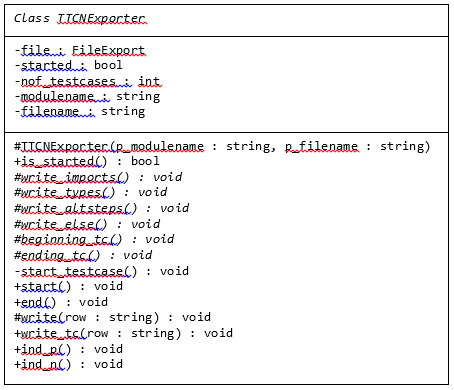 Class TTCNExporter
-file : FileExport
-started : bool
-nof_testcases : int
-modulename : string
-filename : string
#TTCNExporter(p_modulename : string, p_filename : string)
+is_started() : bool
#write_imports() : void
#write_types() : void
#write_altsteps() : void
#write_else() : void
#beginning_tc() : void
#ending_tc() : void
-start_testcase() : void
+start() : void
+end() : void
#write(row : string) : void
+write_tc(row : string) : void
+ind_p() : void
+ind_n() : void